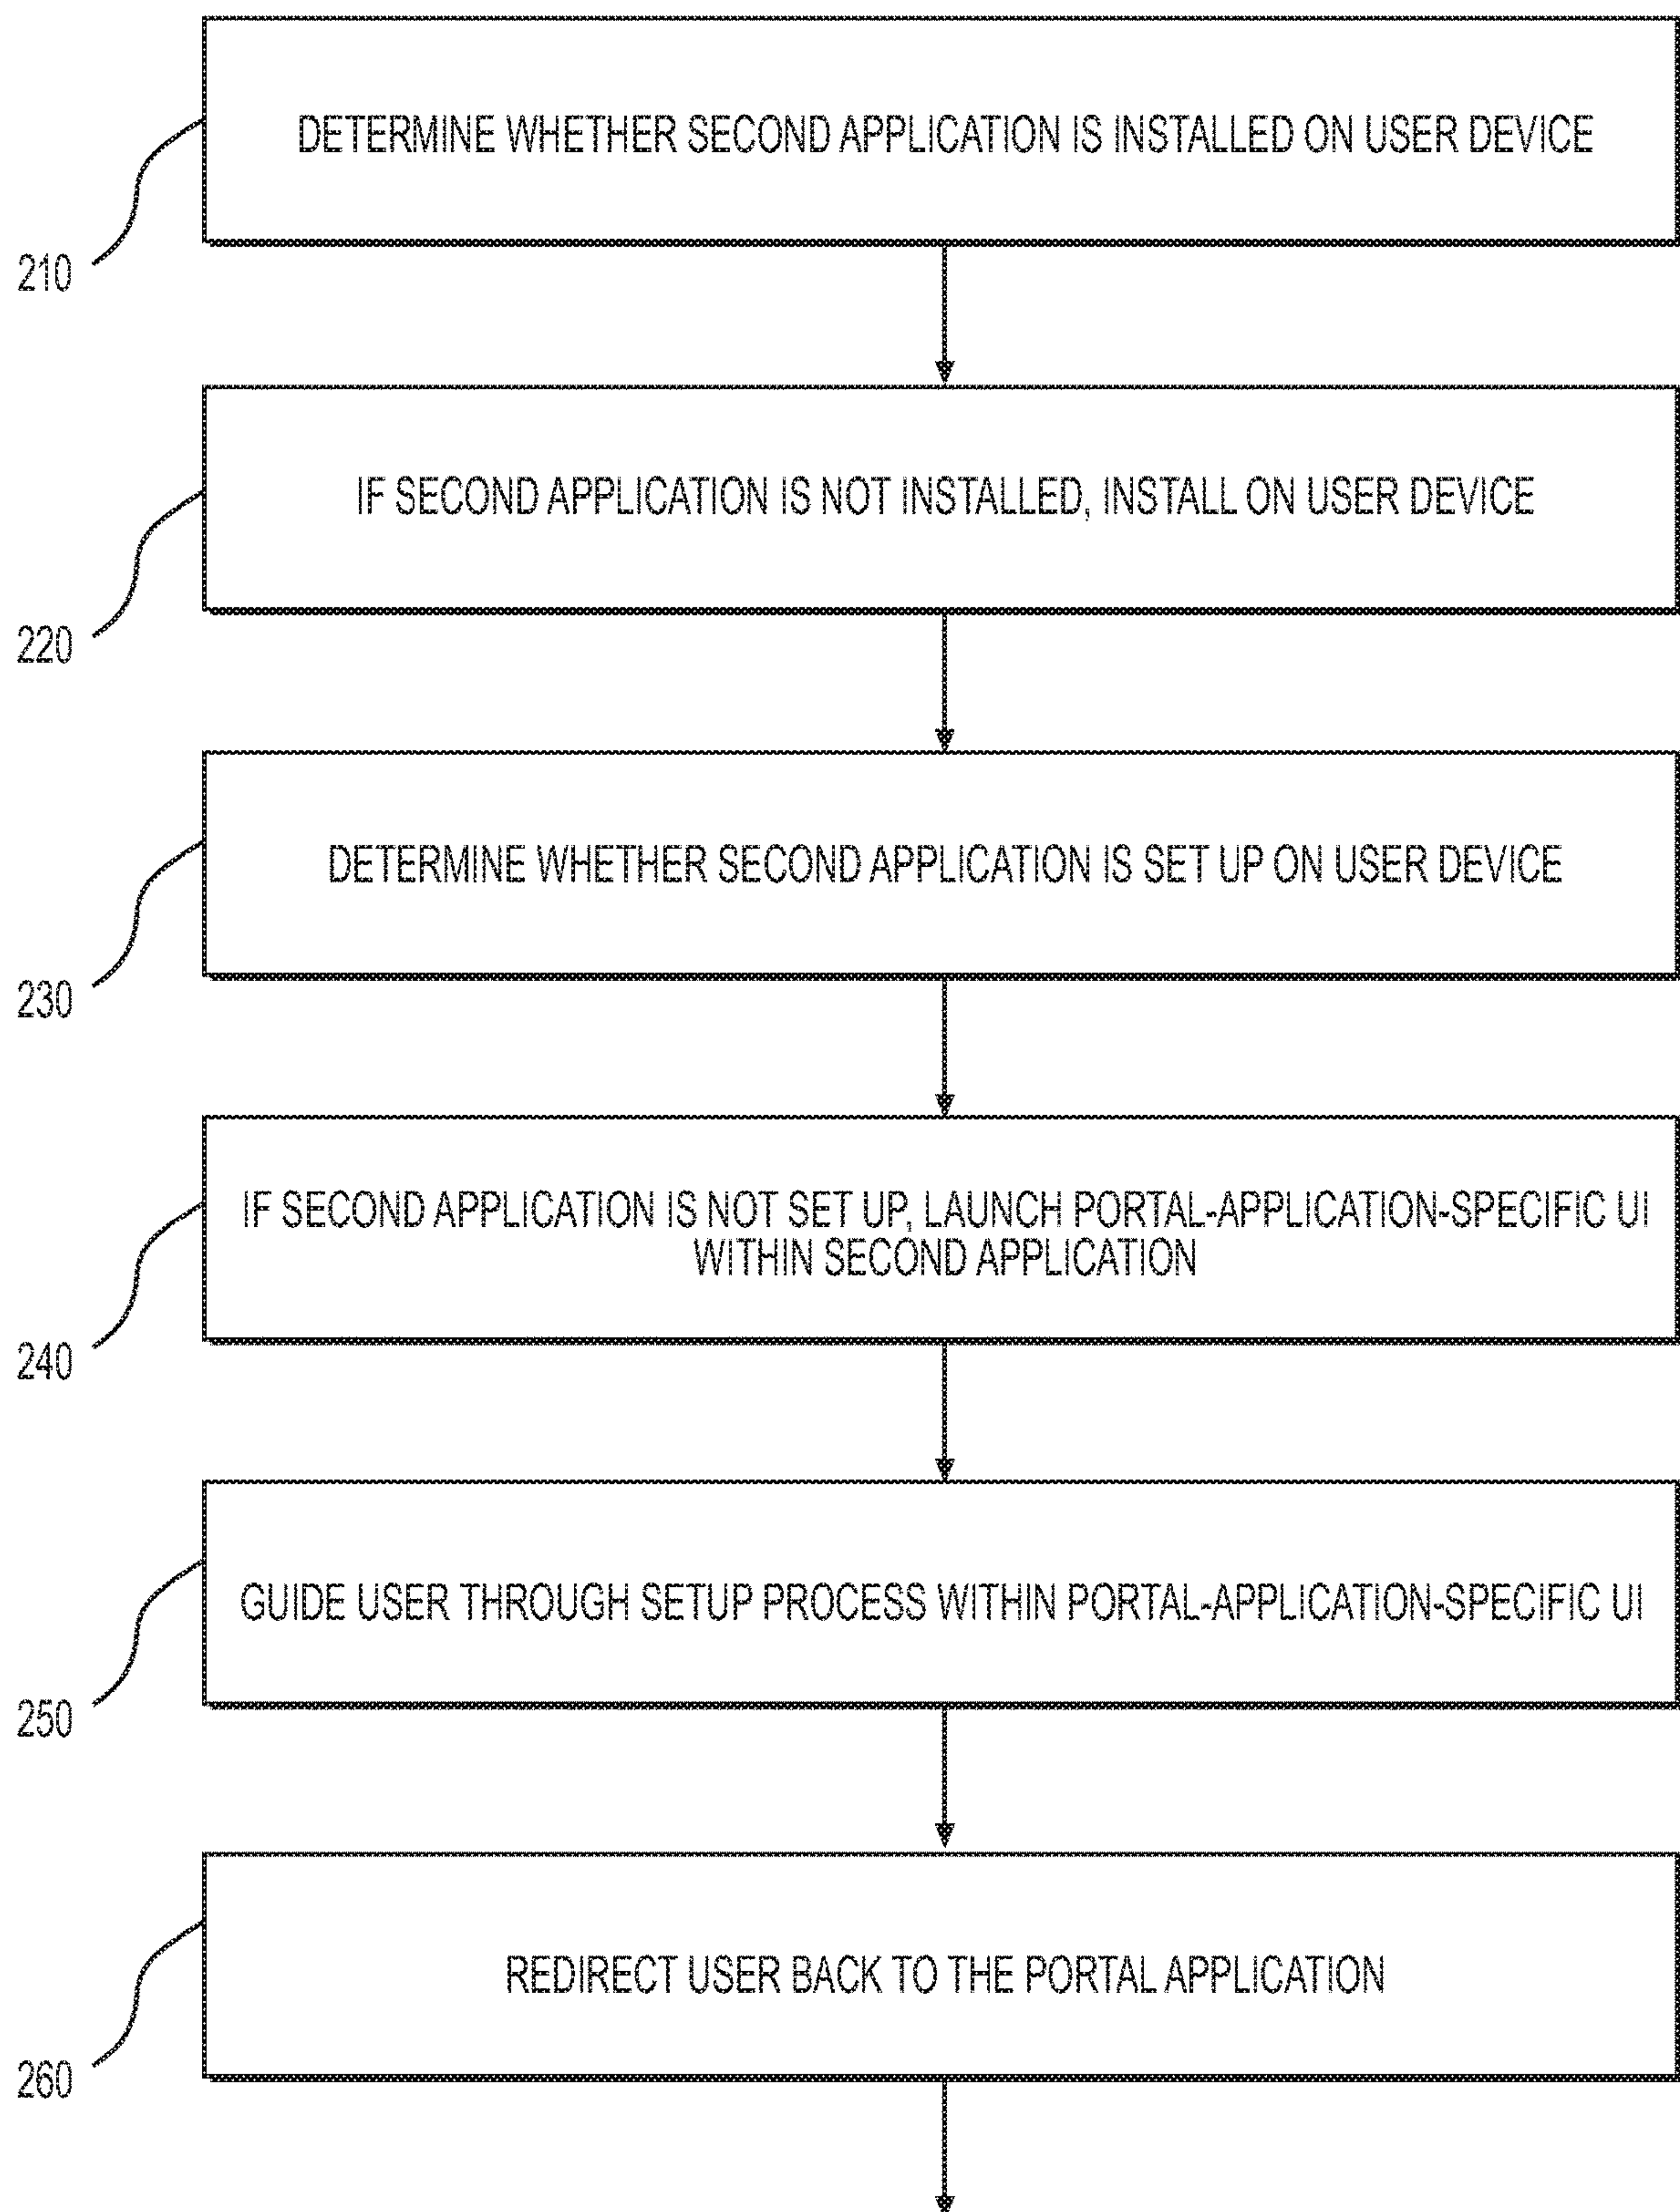 DETERMINE WHETHER SECOND APPLICATION IS INSTALLED ON USER DEVICE
210
IF SECOND APPLICATION IS NOT INSTALLED, INSTALL ON USER DEVICE
220
DETERMINE WHETHER SECOND APPLICATION IS SET UP ON USER DEVICE
230
IF SECOND APPLICATION IS NOT SET UP, LAUNCH PORTAL-APPLICATION-SPECIFIC UI
WITHIN SECOND APPLICATION
240
GUIDE USER THROUGH SETUP PROCESS WITHIN PORTAL-APPLICATION-SPECIFIC UI
250
REDIRECT USER BACK TO THE PORTAL APPLICATION
260